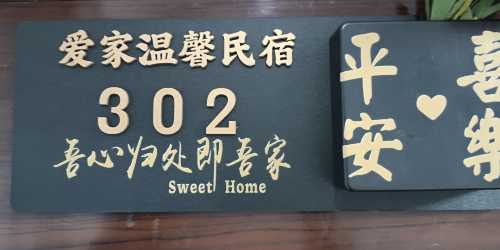 爱家温馨民宿
302
吾心归处即吾家
Sweet Home
平安
喜樂